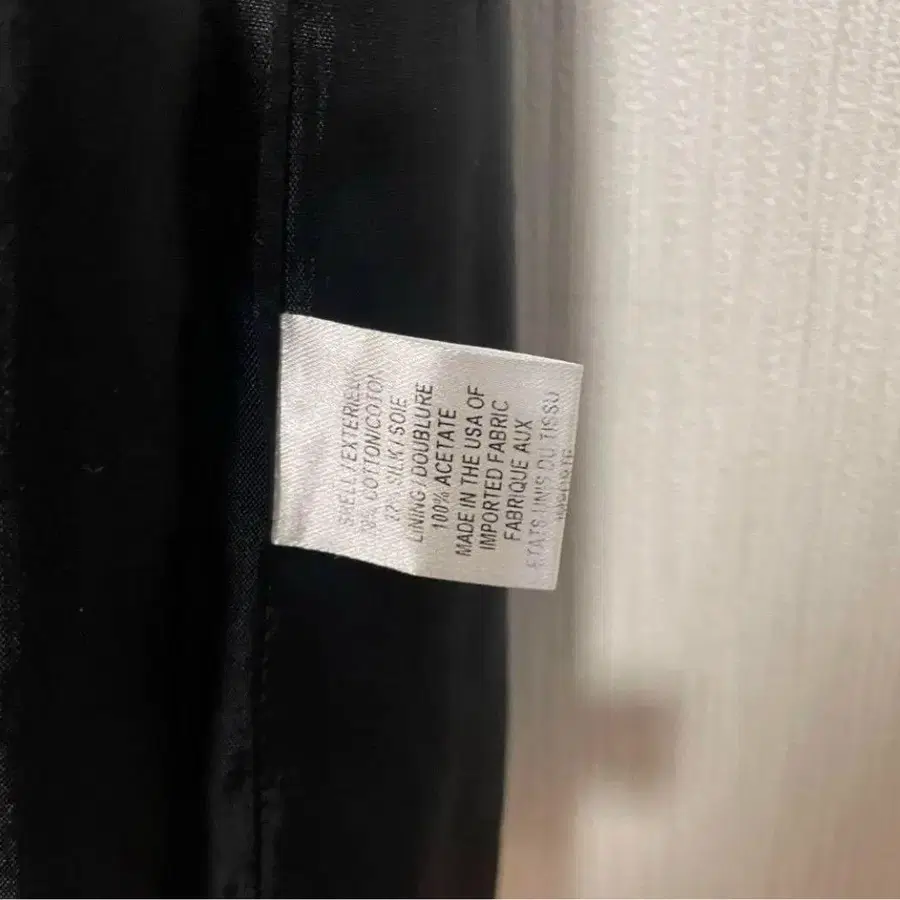 SHELL / EXTERIEUR
COTTON/COTON
SILK / SOIE
LINING / DOUBLURE
100% ACETATE
MADE IN THE USA OF
IMPORTED FABRIC
FABRIQUE AUX
ETATS UNIS DU TISSU
IMPORTE